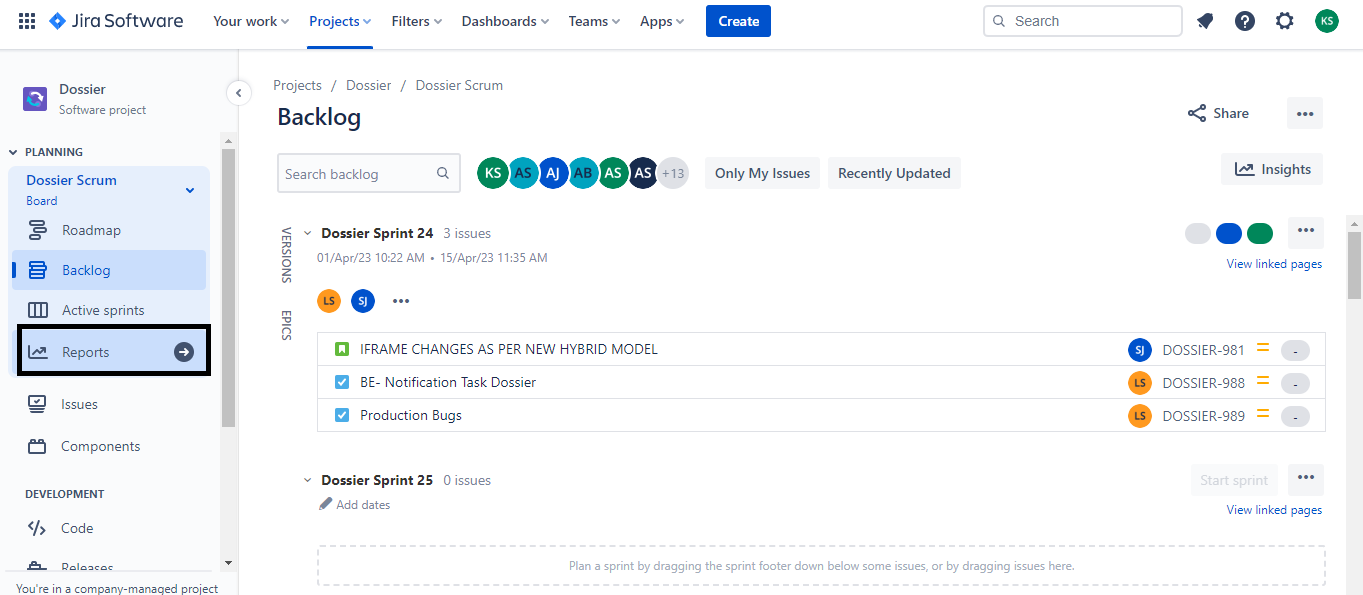 Jira Software Your work Projects Filters Dashboards Teams Apps Create Search KS
Dossier
Software project
PLANNING
Dossier Scrum
Board
Roadmap
Backlog
Active sprints
Reports
Issues
Components
DEVELOPMENT
Code
Releases
You're in a company-managed project
Projects / Dossier / Dossier Scrum
Backlog
Share
Search backlog KS AS AJ AB AS AS +13 Only My Issues Recently Updated Insights
VERSIONS
EPICS
Dossier Sprint 24 3 issues
01/Apr/23 10:22 AM • 15/Apr/23 11:35 AM
View linked pages
LS SJ
IFRAME CHANGES AS PER NEW HYBRID MODEL SJ DOSSIER-981 -
BE- Notification Task Dossier LS DOSSIER-988 -
Production Bugs LS DOSSIER-989 -
Dossier Sprint 25 0 issues Start sprint
Add dates
View linked pages
Plan a sprint by dragging the sprint footer down below some issues, or by dragging issues here.